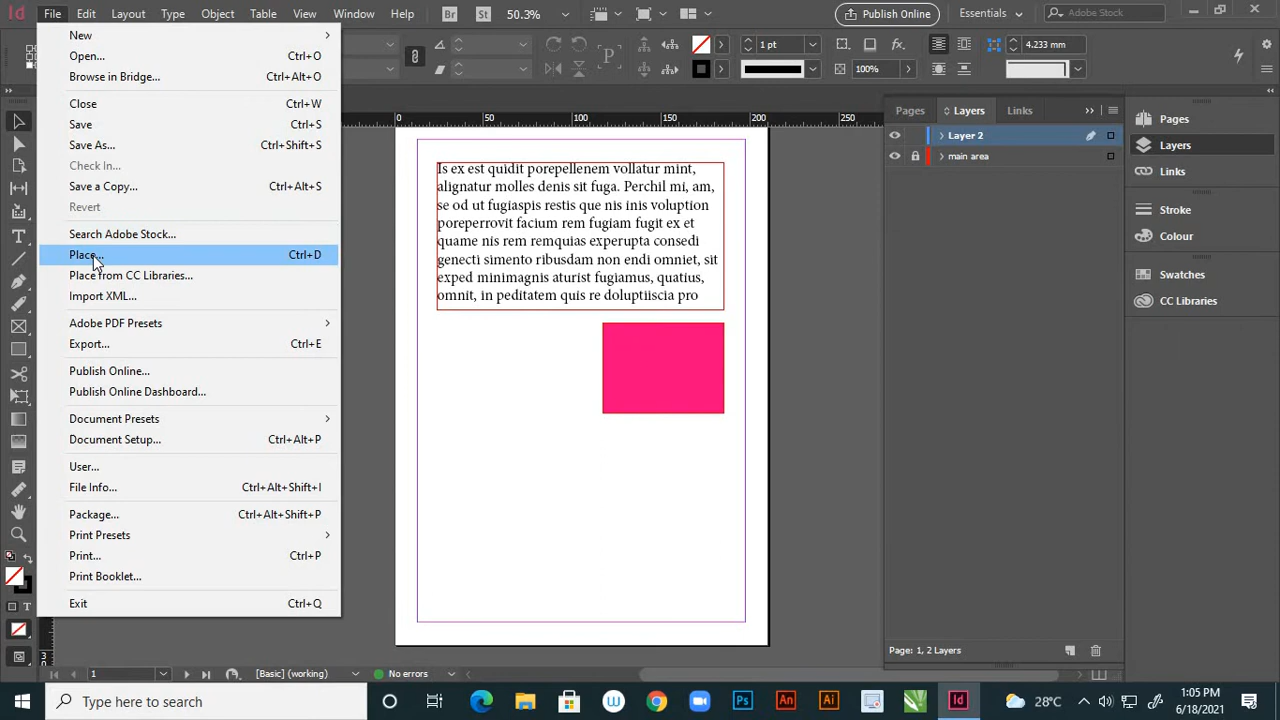 Id File Edit Layout Type Object Table View Window Help Br St 50.3% Publish Online Essentials Adobe Stock
New
Open... Ctrl+O
Browse in Bridge... Ctrl+Alt+O
Close Ctrl+W
Save Ctrl+S
Save As... Ctrl+Shift+S
Check In...
Save a Copy... Ctrl+Alt+S
Revert
Search Adobe Stock...
Place... Ctrl+D
Place from CC Libraries...
Import XML...
Adobe PDF Presets
Export... Ctrl+E
Publish Online...
Publish Online Dashboard...
Document Presets
Document Setup... Ctrl+Alt+P
User...
File Info... Ctrl+Alt+Shift+I
Package... Ctrl+Alt+Shift+P
Print Presets
Print... Ctrl+P
Print Booklet...
Exit Ctrl+Q
1 pt 4.233 mm
100%
0 50 100 150 200
Is ex est quidit porepellenem vollatur mint,
alignatur molles denis sit fuga. Perchil mi, am,
se od ut fugiaspis restis que nis inis voluption
poreperrovit facium rem fugiam fugit ex et
quame nis rem remquias experupta consedi
genecti simento ribusdam non endi omniet, sit
exped minimagnis aturist fugiamus, quatius,
omnit, in peditatem quis re doluptiiscia pro
Pages Layers Links
Layer 2
main area
Page: 1, 2 Layers
Pages
Layers
Links
Stroke
Colour
Swatches
CC Libraries
1 [Basic] (working) No errors
Type here to search Ps An Ai Id 28°C 1:05 PM
6/18/2021